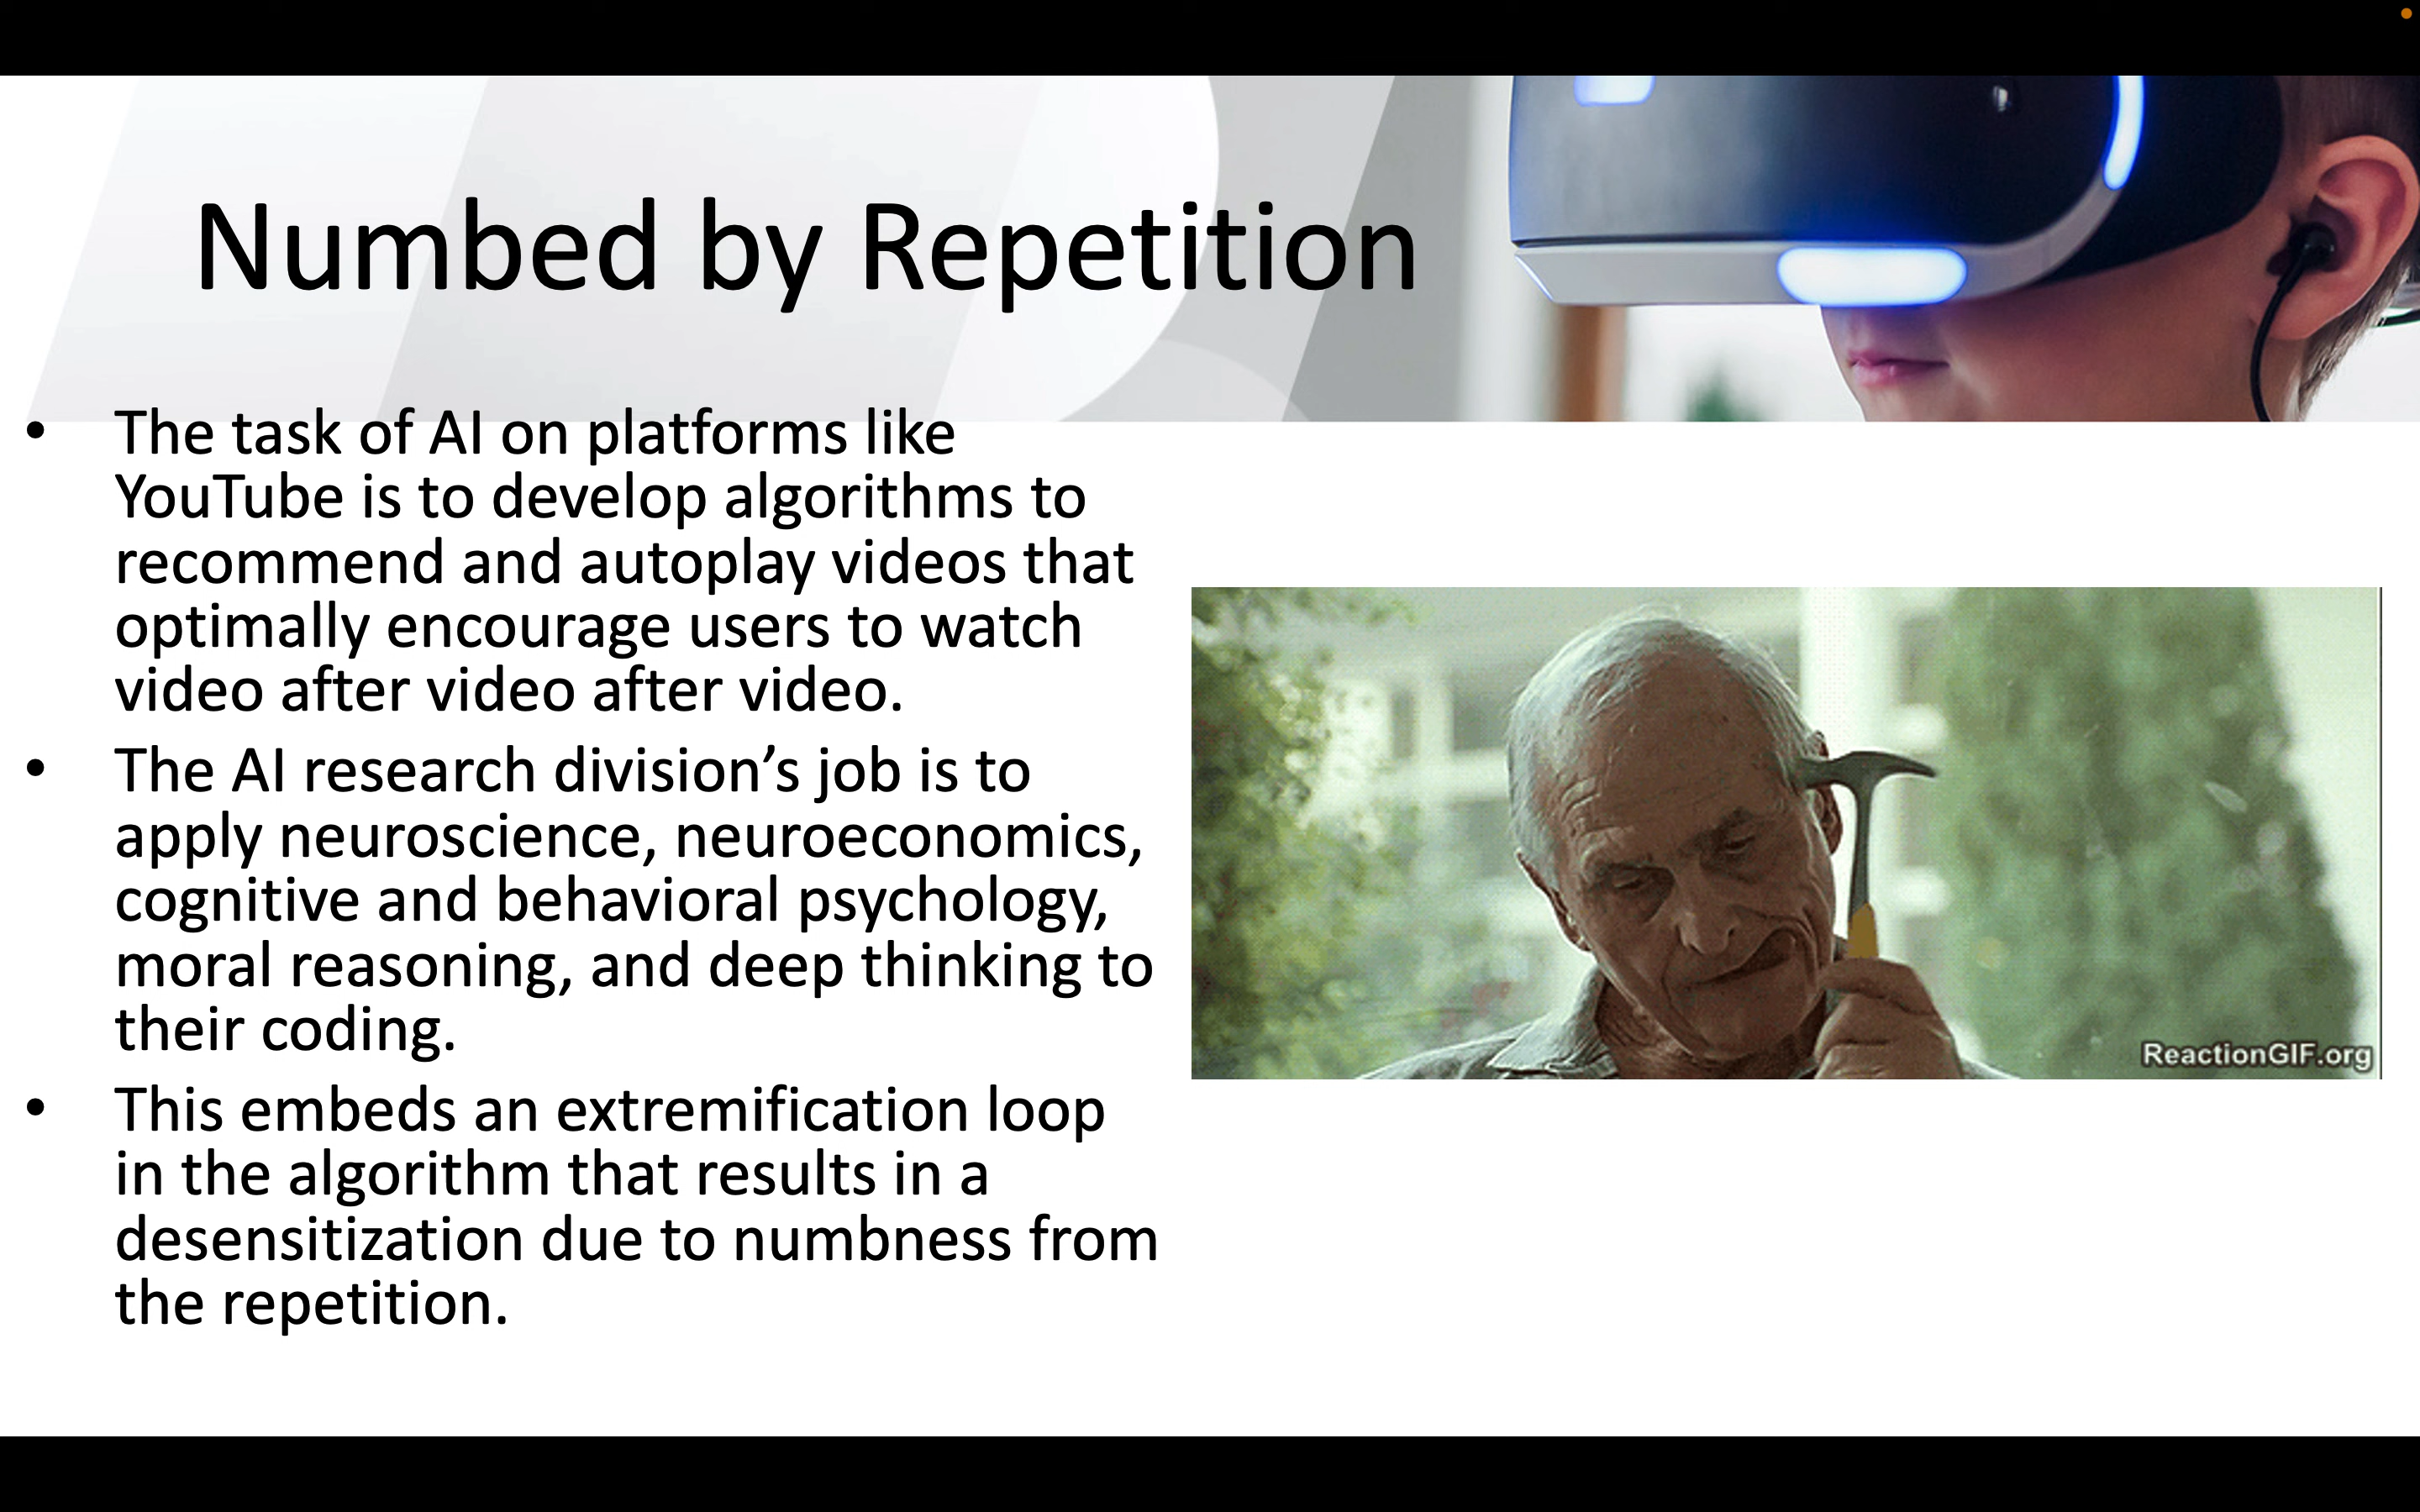 Numbed by Repetition
• The task of AI on platforms like
YouTube is to develop algorithms to
recommend and autoplay videos that
optimally encourage users to watch
video after video after video.
• The AI research division’s job is to
apply neuroscience, neuroeconomics,
cognitive and behavioral psychology,
moral reasoning, and deep thinking to
their coding.
• This embeds an extremification loop
in the algorithm that results in a
desensitization due to numbness from
the repetition.
ReactionGIF.org